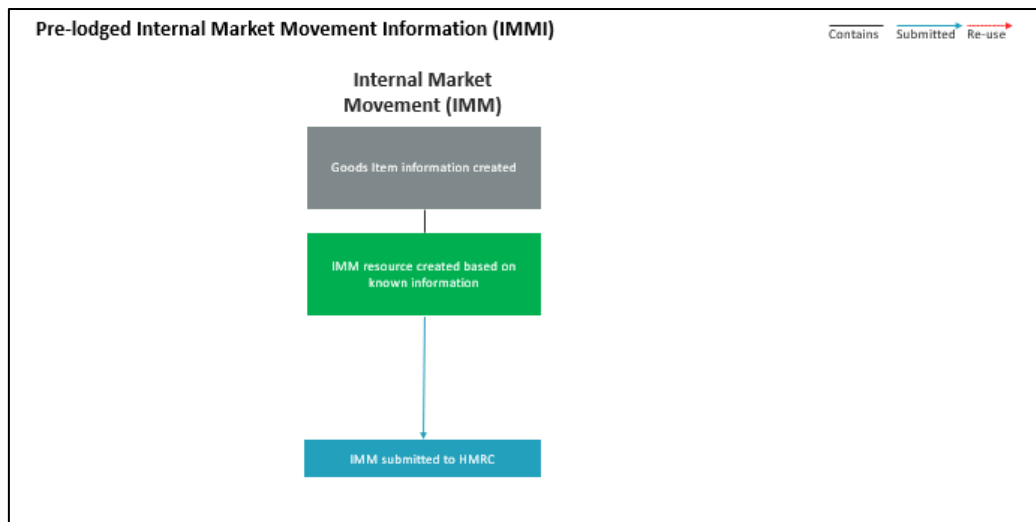 Pre-lodged Internal Market Movement Information (IMMI)
Contains Submitted Re-use
Internal Market
Movement (IMM)
Goods Item information created
IMM resource created based on
known information
IMM submitted to HMRC